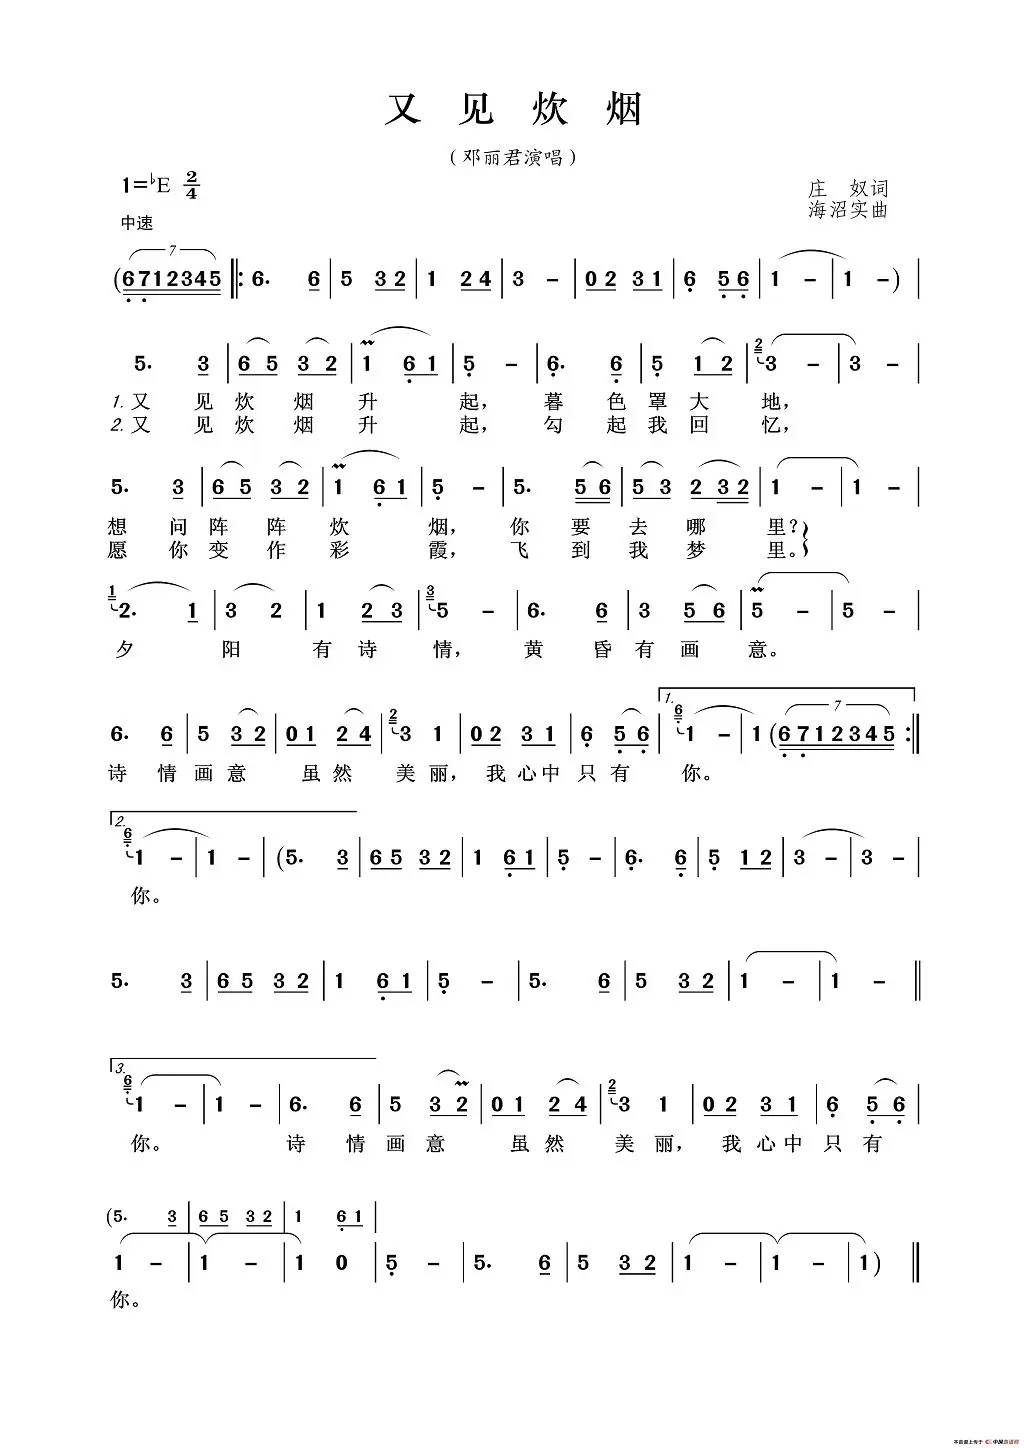 又见炊烟
（邓丽君演唱）
1=♭E 2/4
庄 奴词
中速
海沼实曲
7
(6712345 ‖: 6. 6 | 5 32 | 1 24 | 3 – | 02 31 | 6 56 | 1 – | 1 –) |
5. 3 | 65 32 | 1 61 | 5 – | 6. 6 | 5 12 | 2 3 – | 3 – |
1. 又 见 炊 烟 升 起， 暮 色 罩 大 地，
2. 又 见 炊 烟 升 起， 勾 起 我 回 忆，
5. 3 | 65 32 | 1 61 | 5 – | 5. 56 | 53 232 | 1 – | 1 – |
想 问 阵 阵 炊 烟， 你 要 去 哪 里？
愿 你 变 作 彩 霞， 飞 到 我 梦 里。
1 2. 1 | 3 2 | 1 23 | 3 5 – | 6. 6 | 3 56 | 5 – | 5 – |
夕 阳 有 诗 情， 黄 昏 有 画 意。
1. 7
6. 6 | 5 32 | 01 24 | 2 3 1 | 02 31 | 6 56 | 6 1 – | 1 (6712345 :‖
诗 情 画 意 虽 然 美 丽， 我 心 中 只 有 你。
2.
6 1 – | 1 – | (5. 3 | 65 32 | 1 61 | 5 – | 6. 6 | 5 12 | 3 – | 3 – |
你。
5. 3 | 65 32 | 1 61 | 5 – | 5. 6 | 5 32 | 1 – | 1 – ‖
3.
6 1 – | 1 – | 6. 6 | 5 32 | 01 24 | 2 3 1 | 02 31 | 6 56 |
你。 诗 情 画 意 虽 然 美 丽， 我 心 中 只 有
(5. 3 | 65 32 | 1 61 |
1 – | 1 – | 1 0 | 5 – | 5. 6 | 5 32 | 1 – | 1 – | 1) ‖
你。